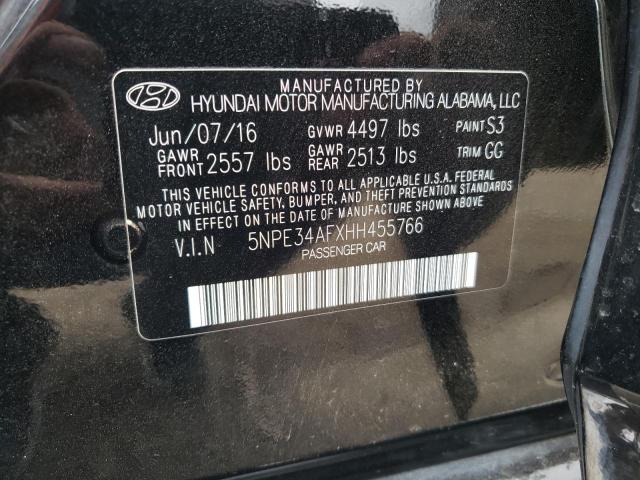 MANUFACTURED BY
HYUNDAI MOTOR MANUFACTURING ALABAMA, LLC
Jun/07/16 GVWR 4497 lbs PAINT S3
GAWR FRONT 2557 lbs GAWR REAR 2513 lbs TRIM GG
THIS VEHICLE CONFORMS TO ALL APPLICABLE U.S.A. FEDERAL
MOTOR VEHICLE SAFETY, BUMPER, AND THEFT PREVENTION STANDARDS
IN EFFECT ON THE DATE OF MANUFACTURE SHOWN ABOVE.
V.I.N 5NPE34AFXHH455766
PASSENGER CAR